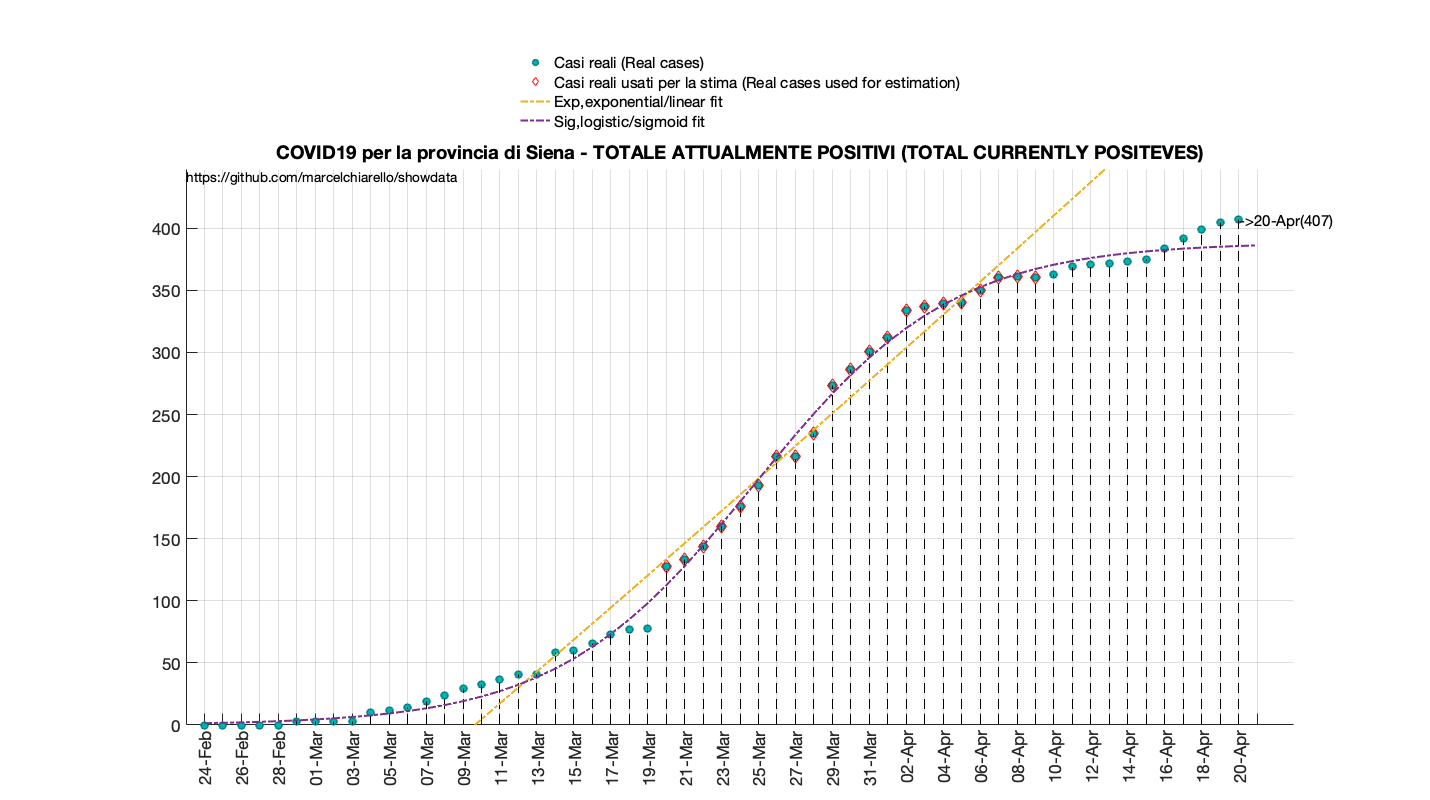 Casi reali (Real cases)
Casi reali usati per la stima (Real cases used for estimation)
Exp,exponential/linear fit
Sig,logistic/sigmoid fit
COVID19 per la provincia di Siena - TOTALE ATTUALMENTE POSITIVI (TOTAL CURRENTLY POSITEVES)
https://github.com/marcelchiarello/showdata
400
350
300
250
200
150
100
50
0
->20-Apr(407)
24-Feb
26-Feb
28-Feb
01-Mar
03-Mar
05-Mar
07-Mar
09-Mar
11-Mar
13-Mar
15-Mar
17-Mar
19-Mar
21-Mar
23-Mar
25-Mar
27-Mar
29-Mar
31-Mar
02-Apr
04-Apr
06-Apr
08-Apr
10-Apr
12-Apr
14-Apr
16-Apr
18-Apr
20-Apr